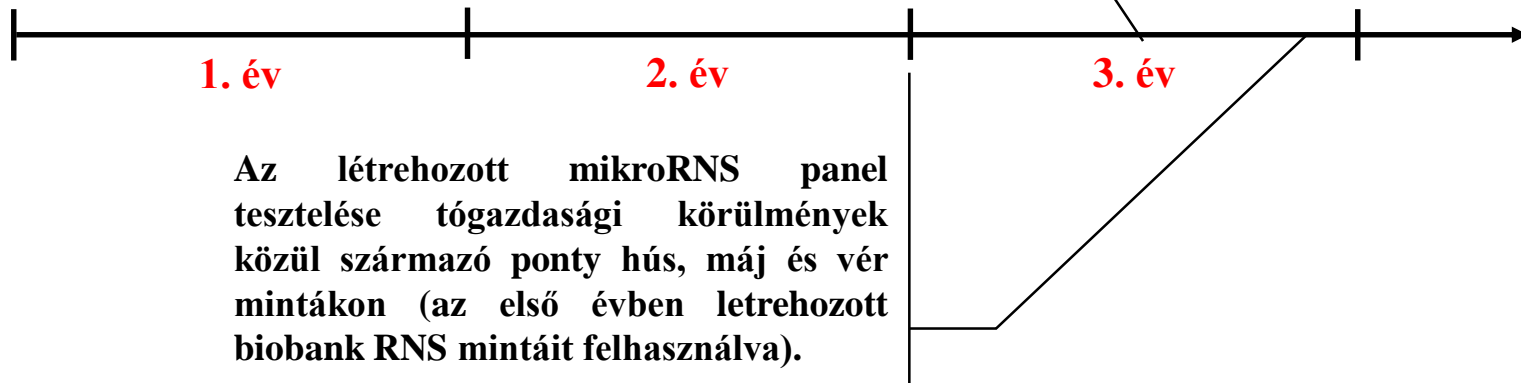 1. év 2. év 3. év
Az létrehozott mikroRNS panel
tesztelése tógazdasági körülmények
közül származó ponty hús, máj és vér
mintákon (az első évben letrehozott
biobank RNS mintáit felhasználva).